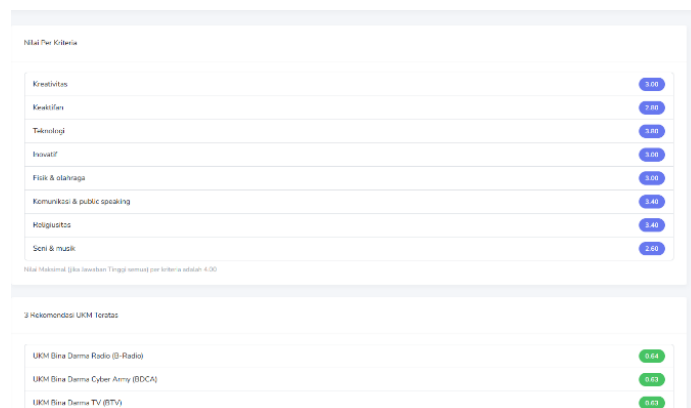 Nilai Per Kriteria
Kreativitas 3.00
Keaktifan 2.80
Teknologi 3.80
Inovatif 3.00
Fisik & olahraga 3.00
Komunikasi & public speaking 3.40
Religiusitas 3.40
Seni & musik 2.60
Nilai Maksimal (jika jawaban Tinggi semua) per kriteria adalah 4.00
3 Rekomendasi UKM Teratas
UKM Bina Darma Radio (B-Radio) 0.64
UKM Bina Darma Cyber Army (BDCA) 0.63
UKM Bina Darma TV (BTV) 0.63